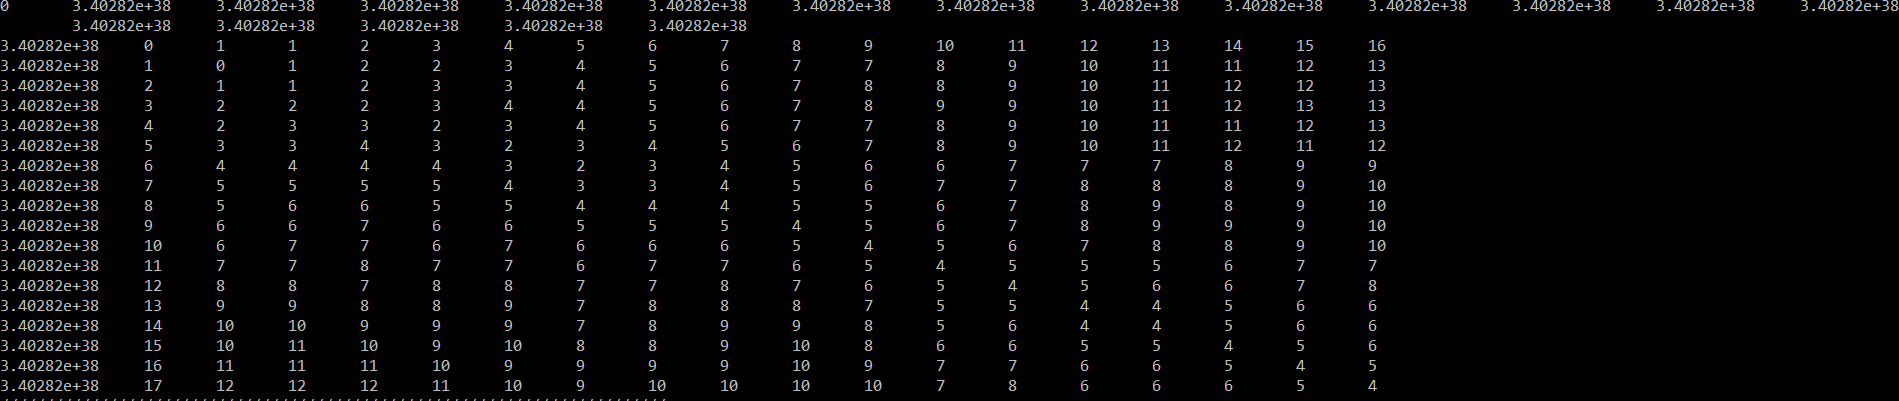 0 3.40282e+38 3.40282e+38 3.40282e+38 3.40282e+38 3.40282e+38 3.40282e+38 3.40282e+38 3.40282e+38 3.40282e+38 3.40282e+38 3.40282e+38 3.40282e+38 3.40282e+38
3.40282e+38 3.40282e+38 3.40282e+38 3.40282e+38 3.40282e+38
3.40282e+38 0 1 1 2 3 4 5 6 7 8 9 10 11 12 13 14 15 16
3.40282e+38 1 0 1 2 2 3 4 5 6 7 7 8 9 10 11 11 12 13
3.40282e+38 2 1 1 2 3 3 4 5 6 7 8 8 9 10 11 12 12 13
3.40282e+38 3 2 2 2 3 4 4 5 6 7 8 9 9 10 11 12 13 13
3.40282e+38 4 2 3 3 2 3 4 5 6 7 7 8 9 10 11 11 12 13
3.40282e+38 5 3 3 4 3 2 3 4 5 6 7 8 9 10 11 12 11 12
3.40282e+38 6 4 4 4 4 3 2 3 4 5 6 6 7 7 7 8 9 9
3.40282e+38 7 5 5 5 5 4 3 3 4 5 6 7 7 8 8 8 9 10
3.40282e+38 8 5 6 6 5 5 4 4 4 5 5 6 7 8 9 8 9 10
3.40282e+38 9 6 6 7 6 6 5 5 5 4 5 6 7 8 9 9 9 10
3.40282e+38 10 6 7 7 6 7 6 6 6 5 4 5 6 7 8 8 9 10
3.40282e+38 11 7 7 8 7 7 6 7 7 6 5 4 5 5 5 6 7 7
3.40282e+38 12 8 8 7 8 8 7 7 8 7 6 5 4 5 6 6 7 8
3.40282e+38 13 9 9 8 8 9 7 8 8 8 7 5 5 4 4 5 6 6
3.40282e+38 14 10 10 9 9 9 7 8 9 9 8 5 6 4 4 5 6 6
3.40282e+38 15 10 11 10 9 10 8 8 9 10 8 6 6 5 5 4 5 6
3.40282e+38 16 11 11 11 10 9 9 9 9 10 9 7 7 6 6 5 4 5
3.40282e+38 17 12 12 12 11 10 9 10 10 10 10 7 8 6 6 6 5 4